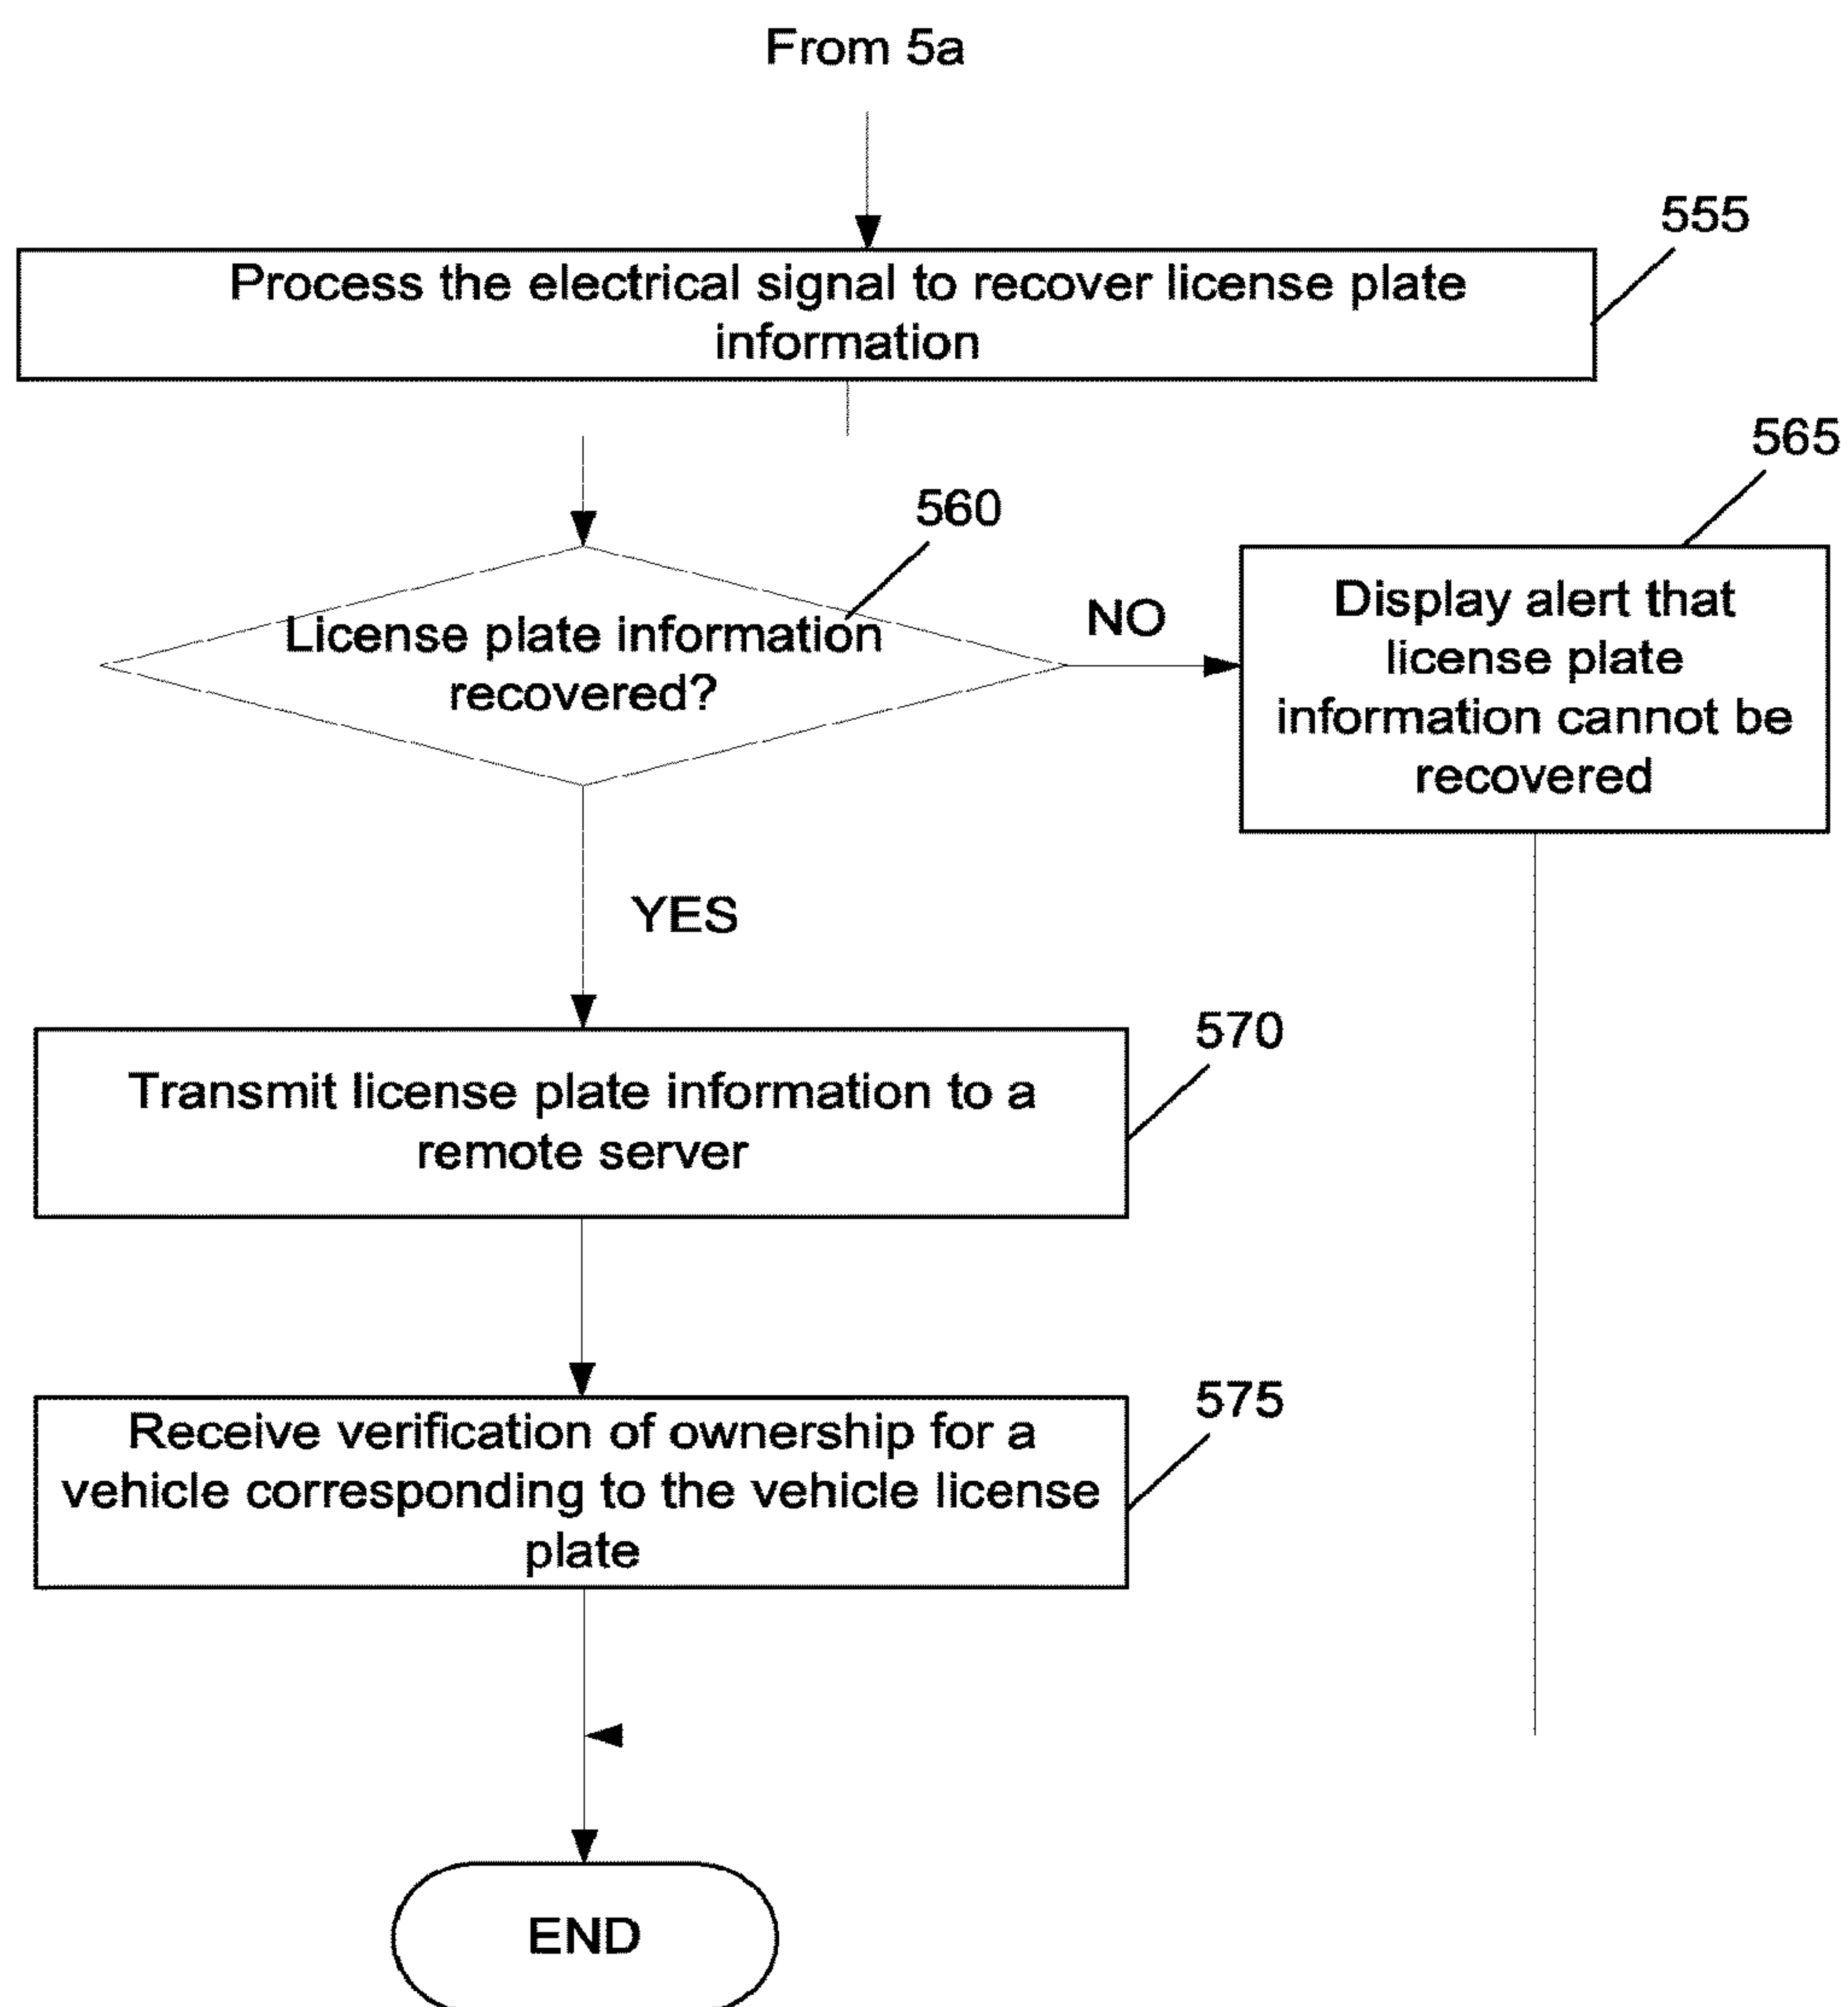 From 5a
555
Process the electrical signal to recover license plate
information
565
560
License plate information
recovered?
NO
Display alert that
license plate
information cannot be
recovered
YES
570
Transmit license plate information to a
remote server
575
Receive verification of ownership for a
vehicle corresponding to the vehicle license
plate
END